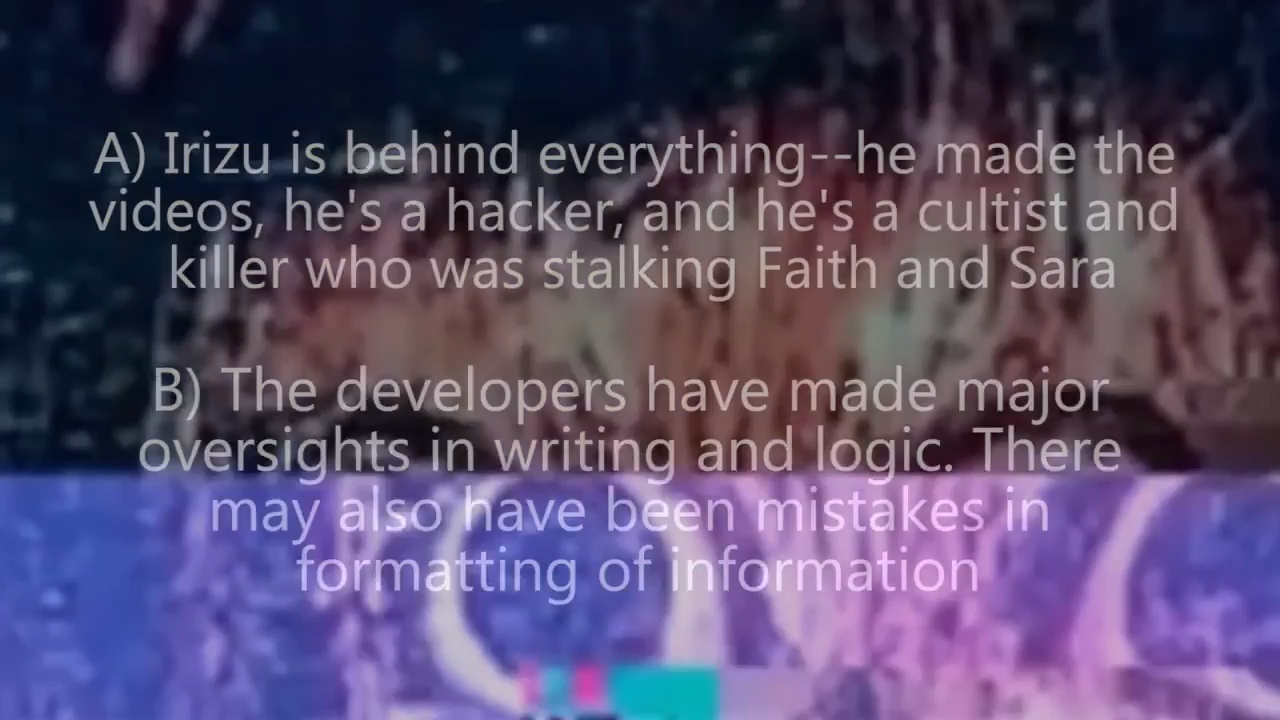 A) Irizu is behind everything--he made the
videos, he's a hacker, and he's a cultist and
killer who was stalking Faith and Sara
B) The developers have made major
oversights in writing and logic. There
may also have been mistakes in
formatting of information